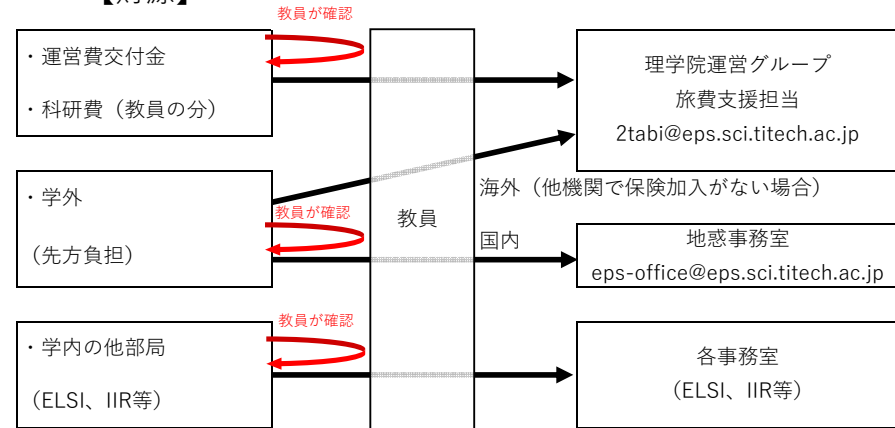 【財源】
教員が確認
・運営費交付金
・科研費（教員の分）
理学院運営グループ
旅費支援担当
2tabi@eps.sci.titech.ac.jp
・学外
（先方負担）
教員が確認
教員
海外（他機関で保険加入がない場合）
国内
地惑事務室
eps-office@eps.sci.titech.ac.jp
教員が確認
・学内の他部局
（ELSI、IIR等）
各事務室
（ELSI、IIR等）